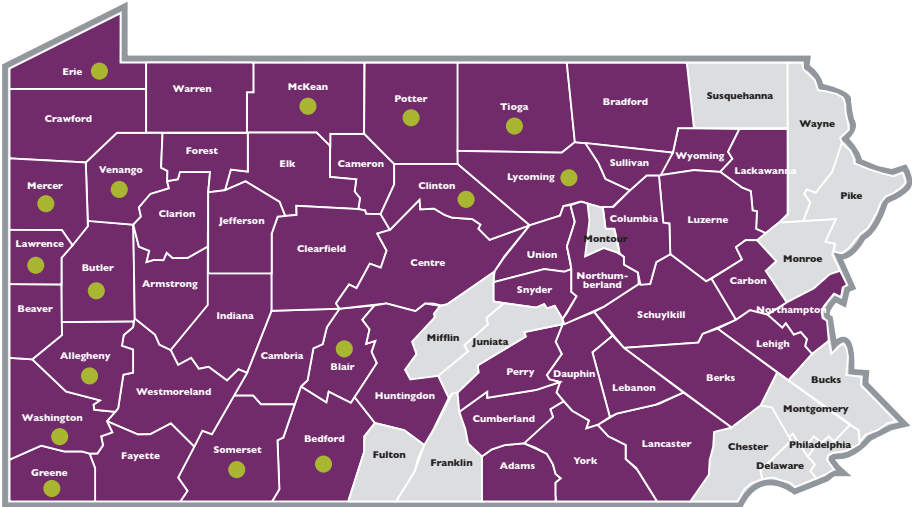 Erie
Warren
McKean
Potter
Tioga
Bradford
Susquehanna
Wayne
Crawford
Forest
Elk
Cameron
Sullivan
Wyoming
Lackawanna
Venango
Mercer
Clinton
Lycoming
Pike
Clarion
Jefferson
Columbia
Luzerne
Montour
Lawrence
Butler
Clearfield
Centre
Union
Monroe
Armstrong
Northum-
berland
Carbon
Snyder
Beaver
Indiana
Schuylkill
Northampton
Mifflin
Juniata
Lehigh
Allegheny
Cambria
Blair
Perry
Dauphin
Berks
Bucks
Westmoreland
Huntingdon
Lebanon
Montgomery
Washington
Cumberland
Bedford
Somerset
Fayette
Fulton
Franklin
Adams
York
Lancaster
Chester
Philadelphia
Delaware
Greene